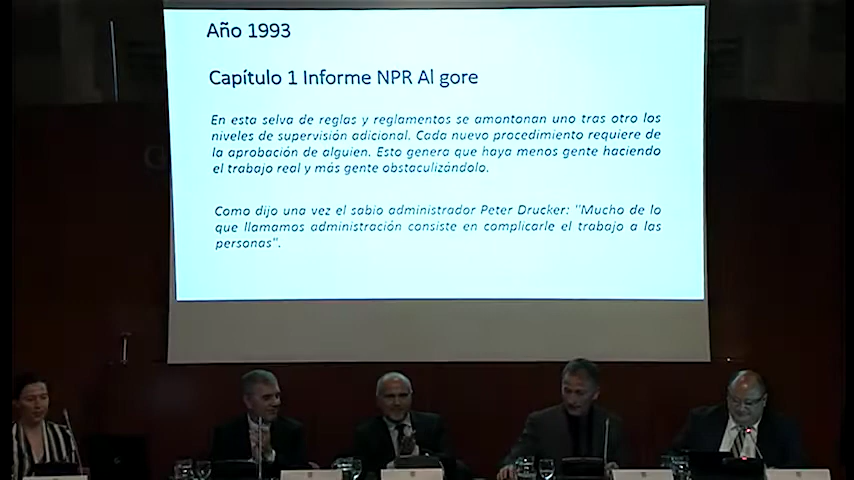 Año 1993
Capítulo 1 Informe NPR Al gore
En esta selva de reglas y reglamentos se amontonan uno tras otro los
niveles de supervisión adicional. Cada nuevo procedimiento requiere de
la aprobación de alguien. Esto genera que haya menos gente haciendo
el trabajo real y más gente obstaculizándolo.
Como dijo una vez el sabio administrador Peter Drucker: "Mucho de lo
que llamamos administración consiste en complicarle el trabajo a las
personas".